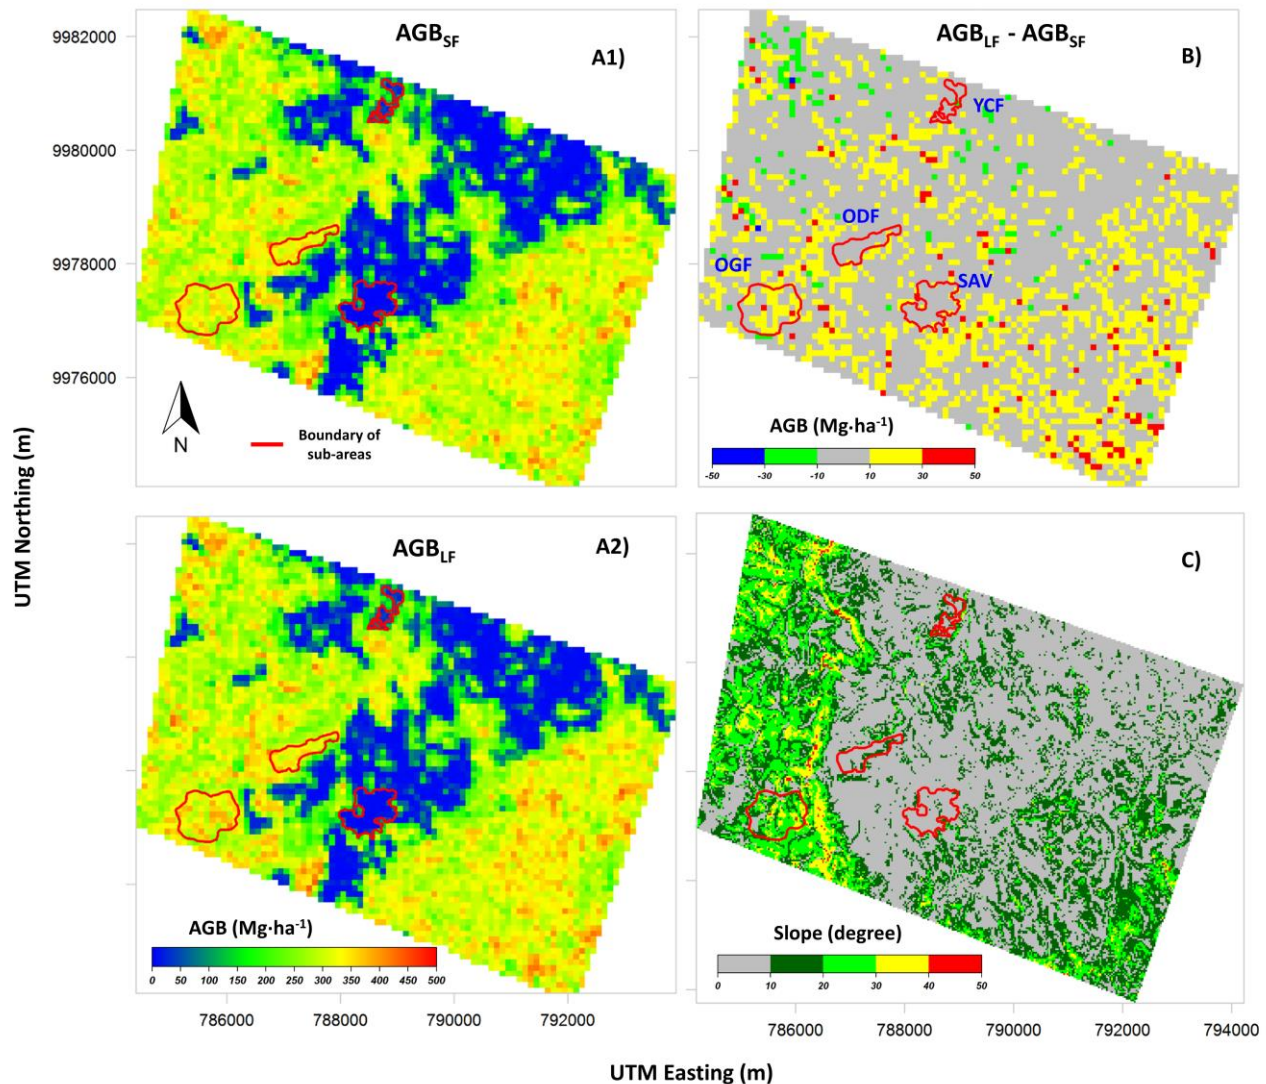 AGB_SF
A1)
9982000
9980000
9978000
9976000
N
Boundary of
sub-areas
AGB_LF - AGB_SF
B)
YCF
ODF
OGF
SAV
AGB (Mg·ha⁻¹)
-50 -30 -10 10 30 50
UTM Northing (m)
AGB_LF
A2)
AGB (Mg·ha⁻¹)
0 50 100 150 200 250 300 350 400 450 500
786000 788000 790000 792000
C)
Slope (degree)
0 10 20 30 40 50
786000 788000 790000 792000 794000
UTM Easting (m)